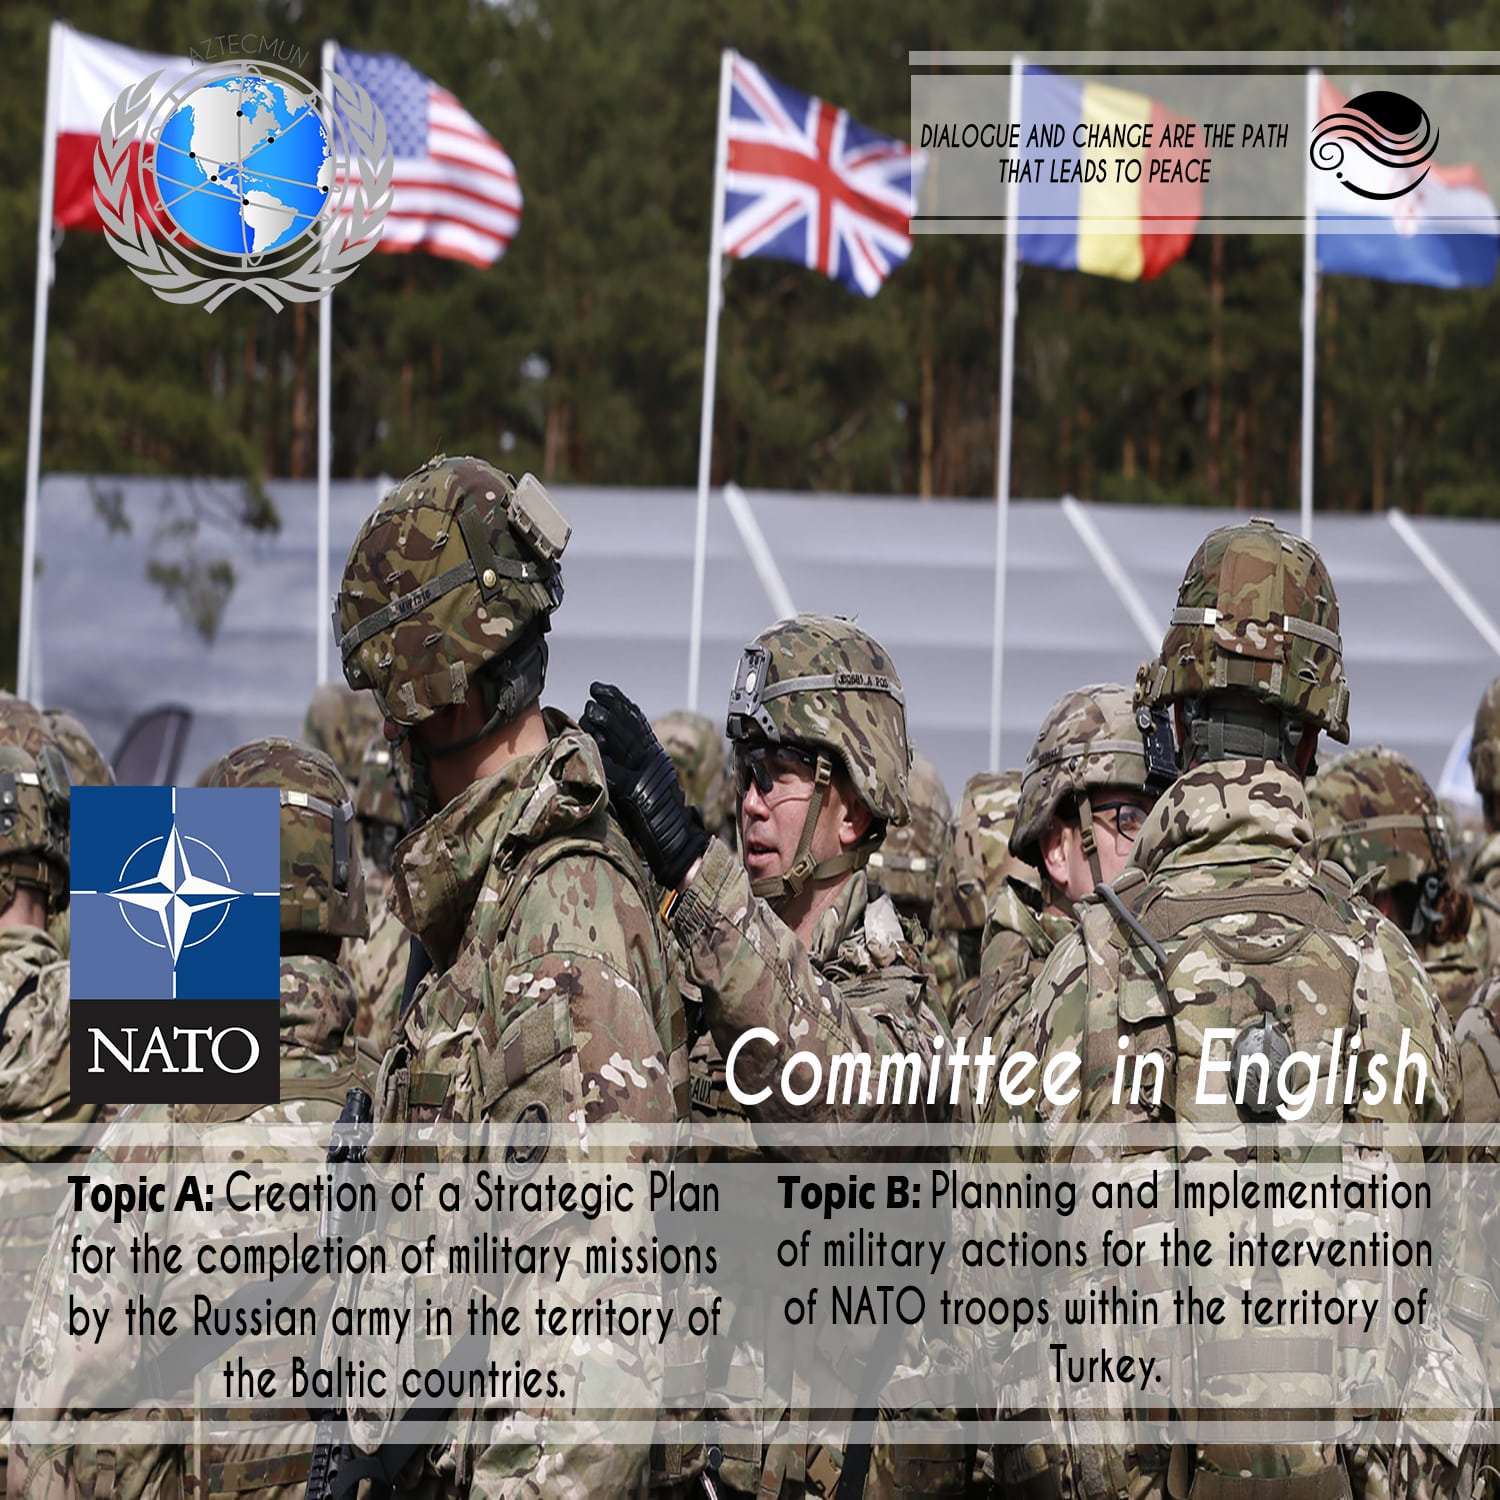 AZTECMUN
DIALOGUE AND CHANGE ARE THE PATH
THAT LEADS TO PEACE
NATO
Committee in English
Topic A: Creation of a Strategic Plan
for the completion of military missions
by the Russian army in the territory of
the Baltic countries.
Topic B: Planning and Implementation
of military actions for the intervention
of NATO troops within the territory of
Turkey.